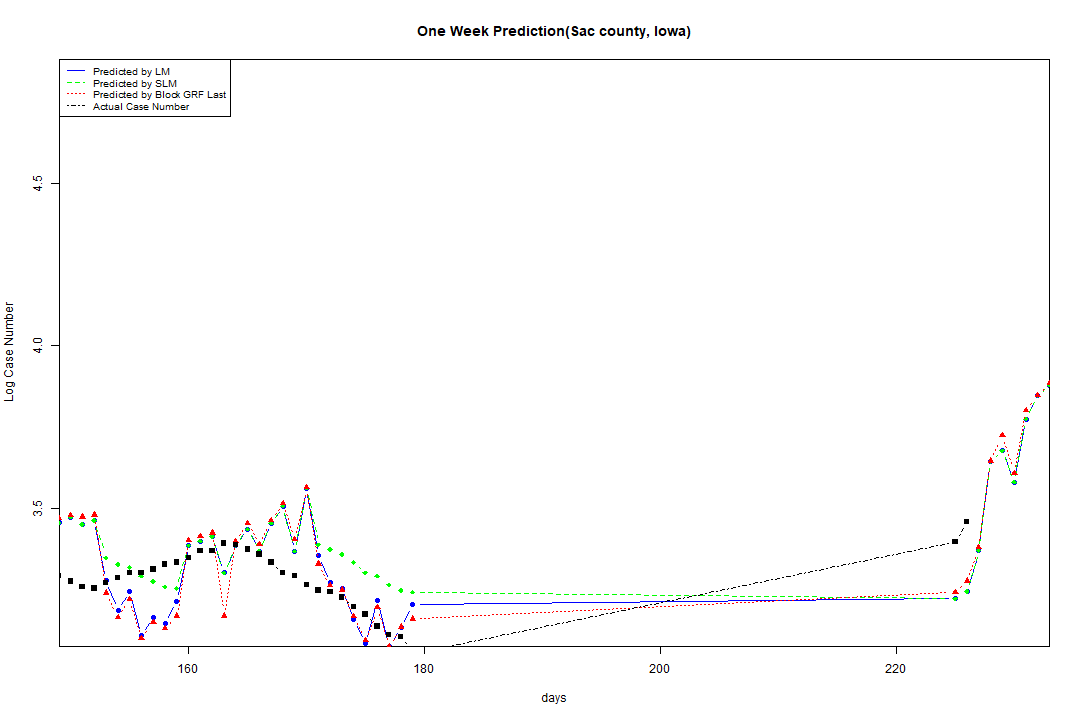 One Week Prediction(Sac county, Iowa)
Predicted by LM
Predicted by SLM
Predicted by Block GRF Last
Actual Case Number
Log Case Number
4.5
4.0
3.5
160
180
200
220
days